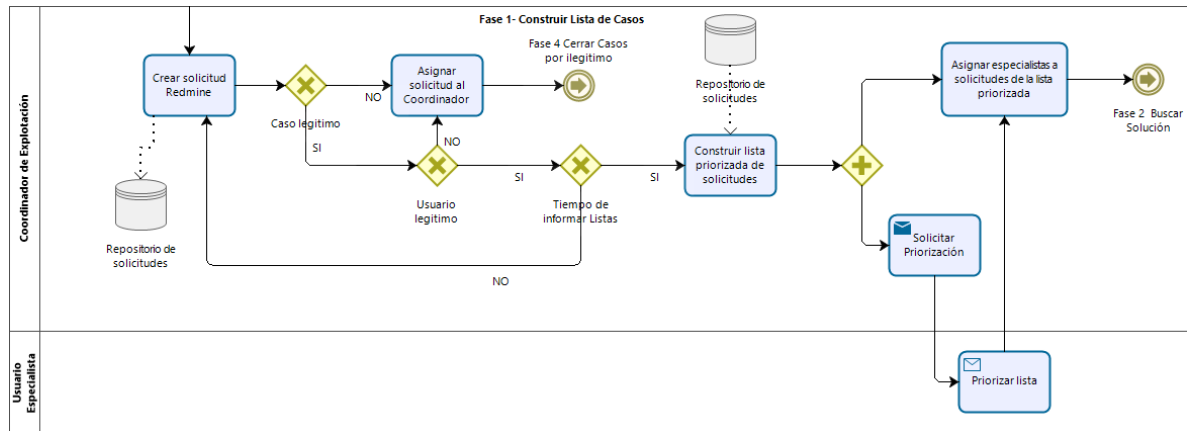 Fase 1- Construir Lista de Casos
Coordinador de Explotación
Crear solicitud
Redmine
Caso legitimo
NO
SI
Asignar
solicitud al
Coordinador
Fase 4 Cerrar Casos
por ilegitimo
Repositorio de
solicitudes
NO
Usuario
legitimo
SI
Tiempo de
informar Listas
SI
NO
Repositorio de
solicitudes
Construir lista
priorizada de
solicitudes
Asignar especialistas a
solicitudes de la lista
priorizada
Fase 2 Buscar
Solución
Solicitar
Priorización
Usuario
Especialista
Priorizar lista